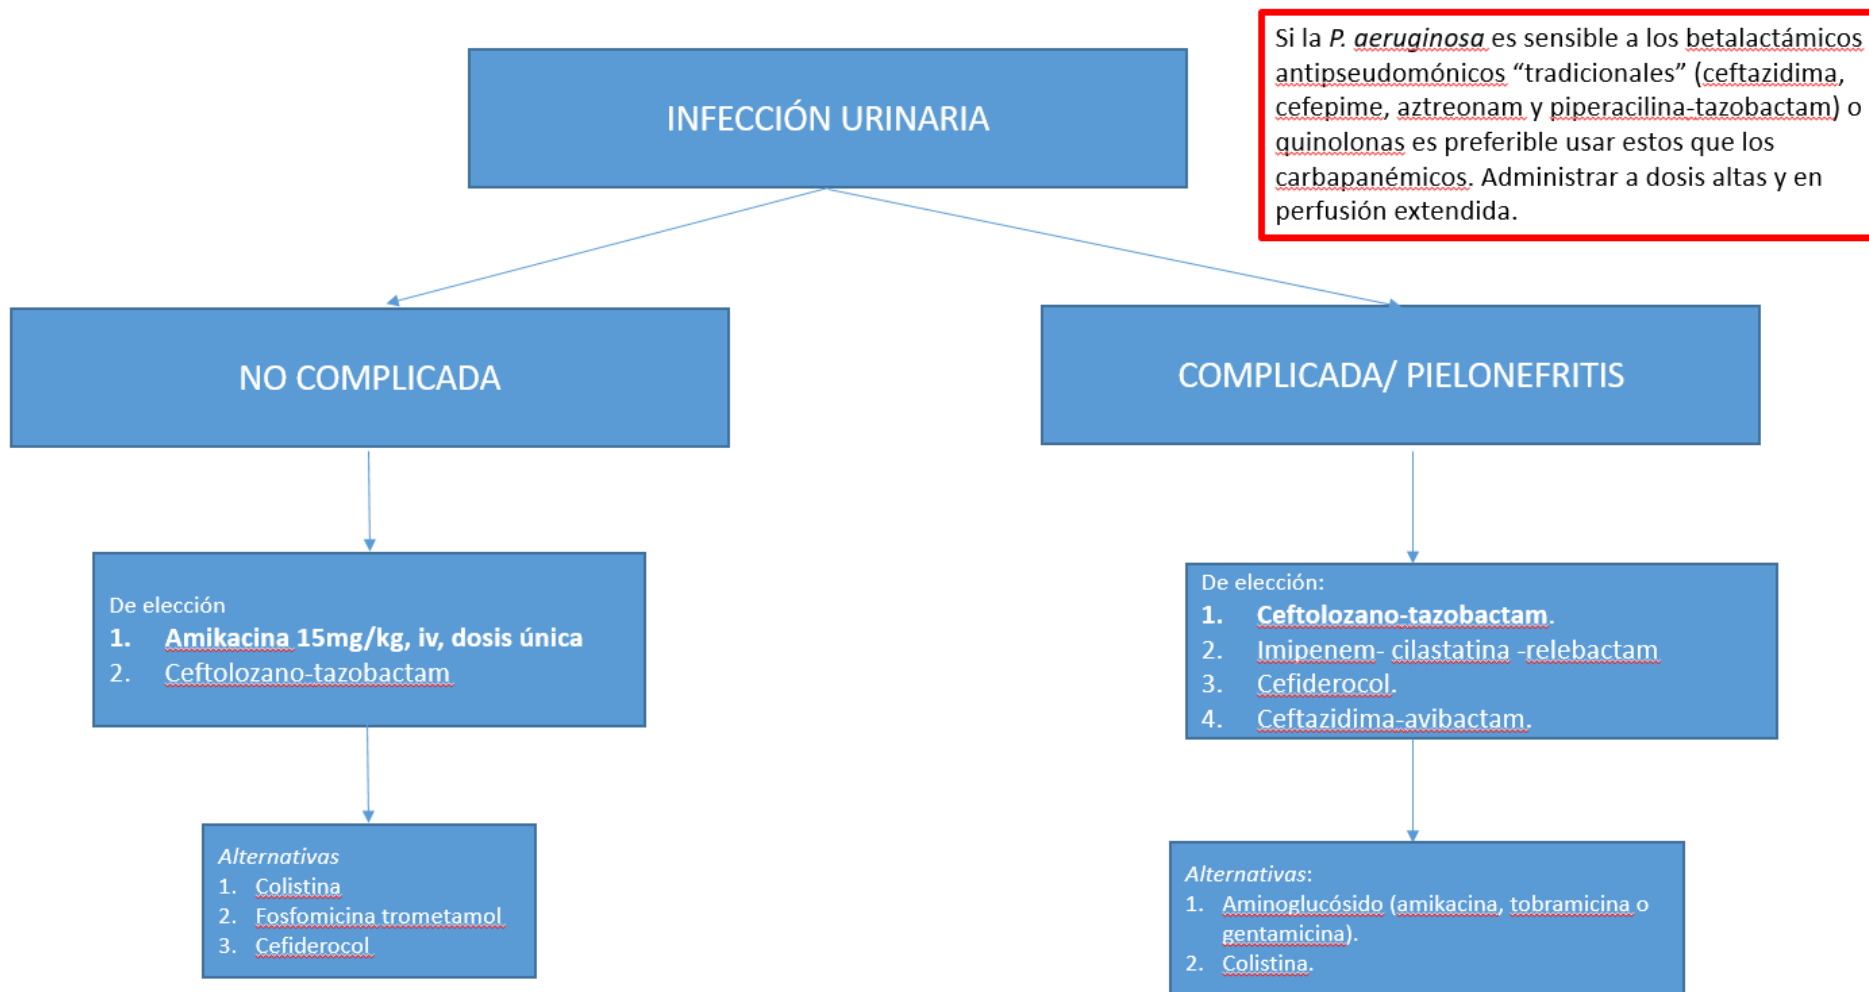 INFECCIÓN URINARIA
Si la P. aeruginosa es sensible a los betalactámicos
antipseudomónicos “tradicionales” (ceftazidima,
cefepime, aztreonam y piperacilina-tazobactam) o
quinolonas es preferible usar estos que los
carbapanémicos. Administrar a dosis altas y en
perfusión extendida.
NO COMPLICADA
COMPLICADA/ PIELONEFRITIS
De elección
1. Amikacina 15mg/kg, iv, dosis única
2. Ceftolozano-tazobactam
De elección:
1. Ceftolozano-tazobactam.
2. Imipenem- cilastatina -relebactam
3. Cefiderocol.
4. Ceftazidima-avibactam.
Alternativas
1. Colistina
2. Fosfomicina trometamol
3. Cefiderocol
Alternativas:
1. Aminoglucósido (amikacina, tobramicina o
gentamicina).
2. Colistina.